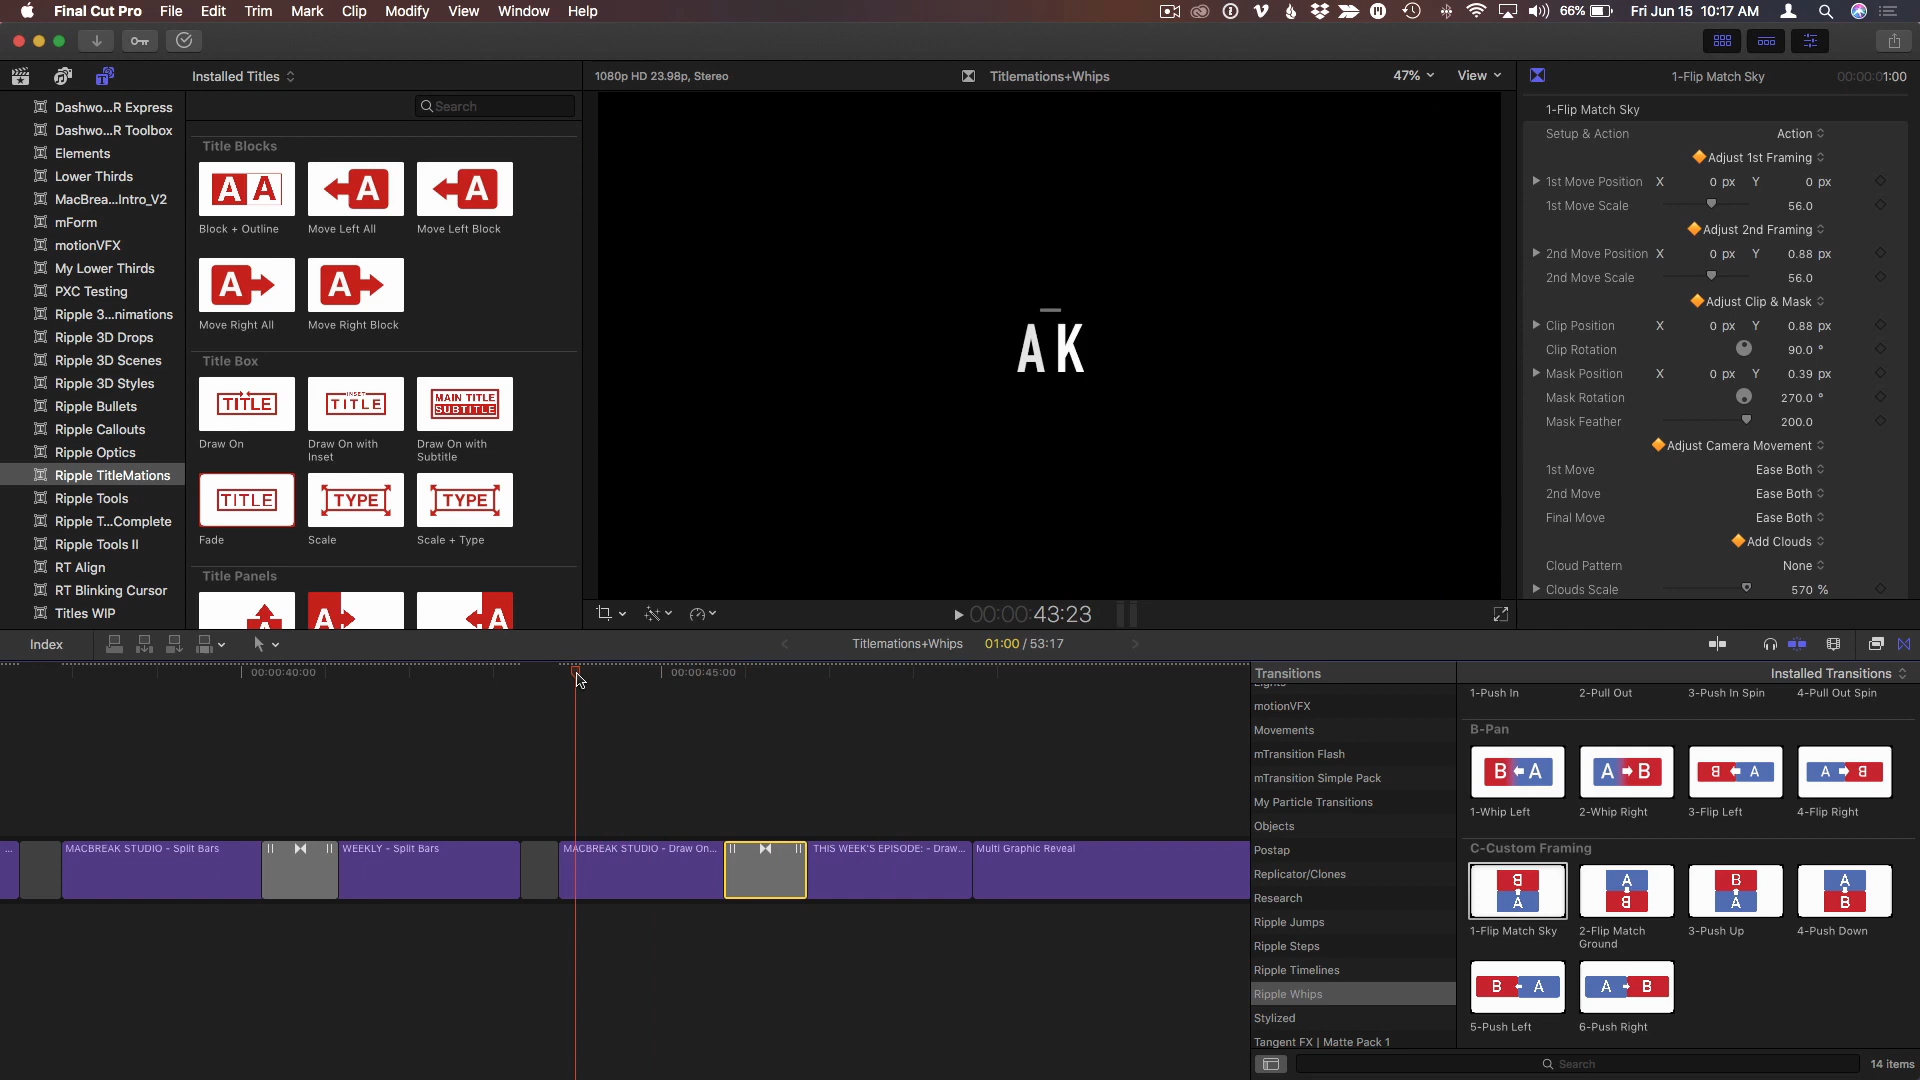 Final Cut Pro File Edit Trim Mark Clip Modify View Window Help
66% Fri Jun 15 10:17 AM
Installed Titles
1080p HD 23.98p, Stereo
Titlemations+Whips
47% View
1-Flip Match Sky
00:00:01:00
Dashwo...R Express
Dashwo...R Toolbox
Elements
Lower Thirds
MacBrea...Intro_V2
mForm
motionVFX
My Lower Thirds
PXC Testing
Ripple 3...nimations
Ripple 3D Drops
Ripple 3D Scenes
Ripple 3D Styles
Ripple Bullets
Ripple Callouts
Ripple Optics
Ripple TitleMations
Ripple Tools
Ripple T...Complete
Ripple Tools II
RT Align
RT Blinking Cursor
Titles WIP
Search
Title Blocks
A A
A
A
Block + Outline
Move Left All
Move Left Block
A
A
Move Right All
Move Right Block
Title Box
TITLE
INSET
TITLE
MAIN TITLE
SUBTITLE
Draw On
Draw On with
Inset
Draw On with
Subtitle
TITLE
TYPE
TYPE
Fade
Scale
Scale + Type
Title Panels
A
A
A
AK
00:00:00:43:23
1-Flip Match Sky
Setup & Action Action
Adjust 1st Framing
1st Move Position X 0 px Y 0 px
1st Move Scale 56.0
Adjust 2nd Framing
2nd Move Position X 0 px Y 0.88 px
2nd Move Scale 56.0
Adjust Clip & Mask
Clip Position X 0 px Y 0.88 px
Clip Rotation 90.0 °
Mask Position X 0 px Y 0.39 px
Mask Rotation 270.0 °
Mask Feather 200.0
Adjust Camera Movement
1st Move Ease Both
2nd Move Ease Both
Final Move Ease Both
Add Clouds
Cloud Pattern None
Clouds Scale 570 %
Index
Titlemations+Whips 01:00 / 53:17
00:00:40:00
00:00:45:00
...
MACBREAK STUDIO - Split Bars
WEEKLY - Split Bars
MACBREAK STUDIO - Draw On...
THIS WEEK'S EPISODE: - Draw...
Multi Graphic Reveal
Transitions
Lights
motionVFX
Movements
mTransition Flash
mTransition Simple Pack
My Particle Transitions
Objects
Postap
Replicator/Clones
Research
Ripple Jumps
Ripple Steps
Ripple Timelines
Ripple Whips
Stylized
Tangent FX | Matte Pack 1
Installed Transitions
1-Push In
2-Pull Out
3-Push In Spin
4-Pull Out Spin
B-Pan
B A
A B
B A
A B
1-Whip Left
2-Whip Right
3-Flip Left
4-Flip Right
C-Custom Framing
B
A
A
B
B
A
A
B
1-Flip Match Sky
2-Flip Match
Ground
3-Push Up
4-Push Down
B A
A B
5-Push Left
6-Push Right
Search
14 items